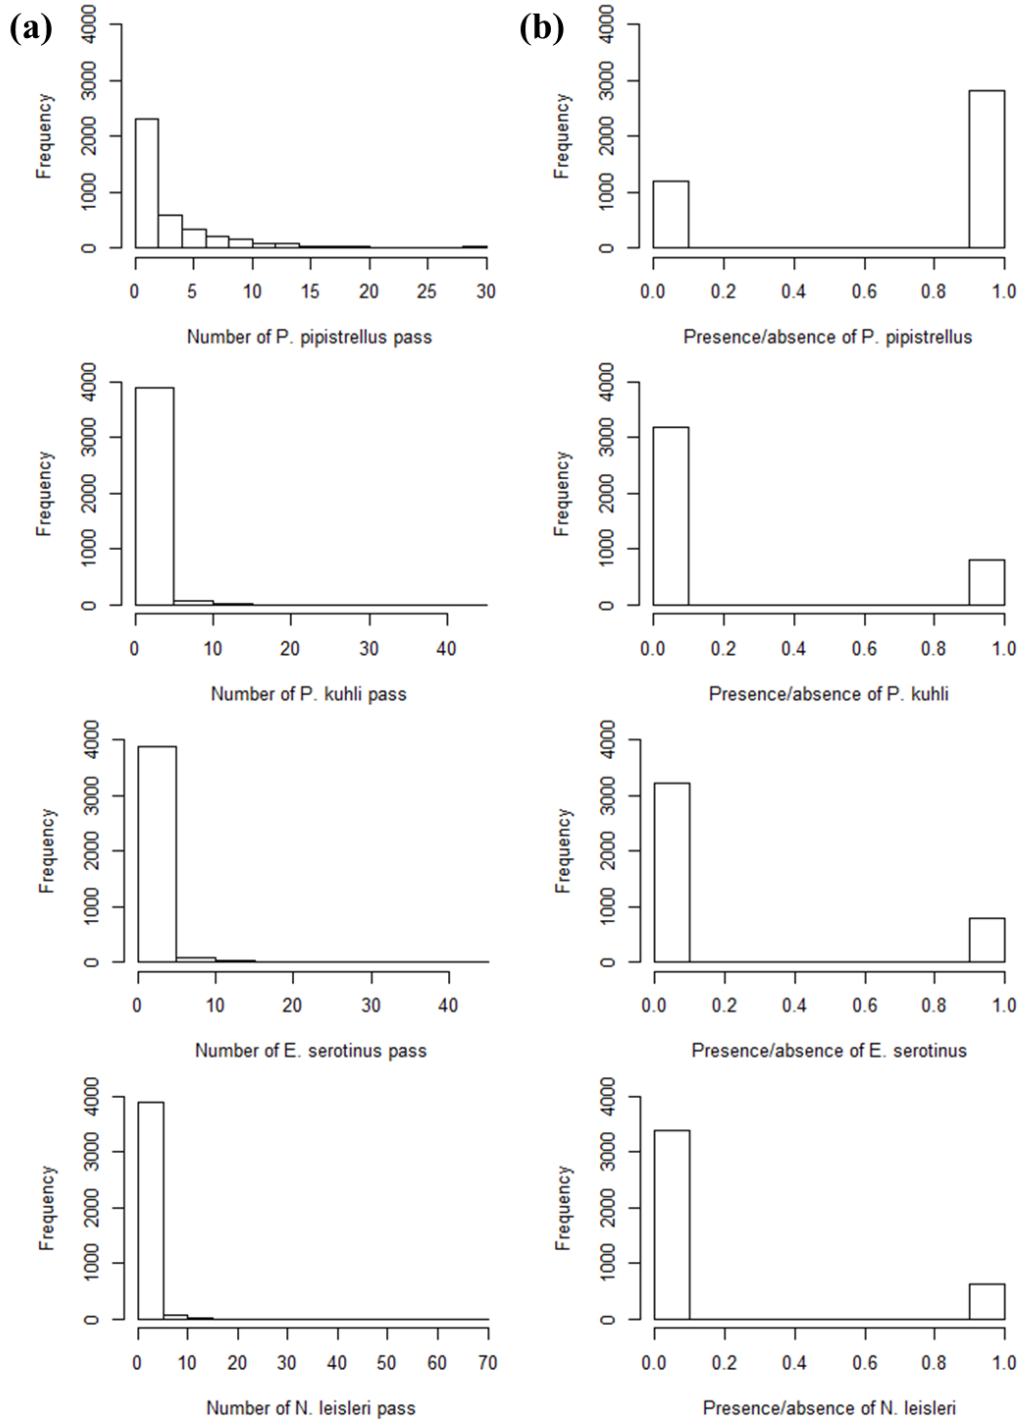 (a)
Frequency
0 1000 2000 3000 4000
0 5 10 15 20 25 30
Number of P. pipistrellus pass
(b)
Frequency
0 1000 2000 3000 4000
0.0 0.2 0.4 0.6 0.8 1.0
Presence/absence of P. pipistrellus
Frequency
0 1000 2000 3000 4000
0 10 20 30 40
Number of P. kuhli pass
Frequency
0 1000 2000 3000 4000
0.0 0.2 0.4 0.6 0.8 1.0
Presence/absence of P. kuhli
Frequency
0 1000 2000 3000 4000
0 10 20 30 40
Number of E. serotinus pass
Frequency
0 1000 2000 3000 4000
0.0 0.2 0.4 0.6 0.8 1.0
Presence/absence of E. serotinus
Frequency
0 1000 2000 3000 4000
0 10 20 30 40 50 60 70
Number of N. leisleri pass
Frequency
0 1000 2000 3000 4000
0.0 0.2 0.4 0.6 0.8 1.0
Presence/absence of N. leisleri